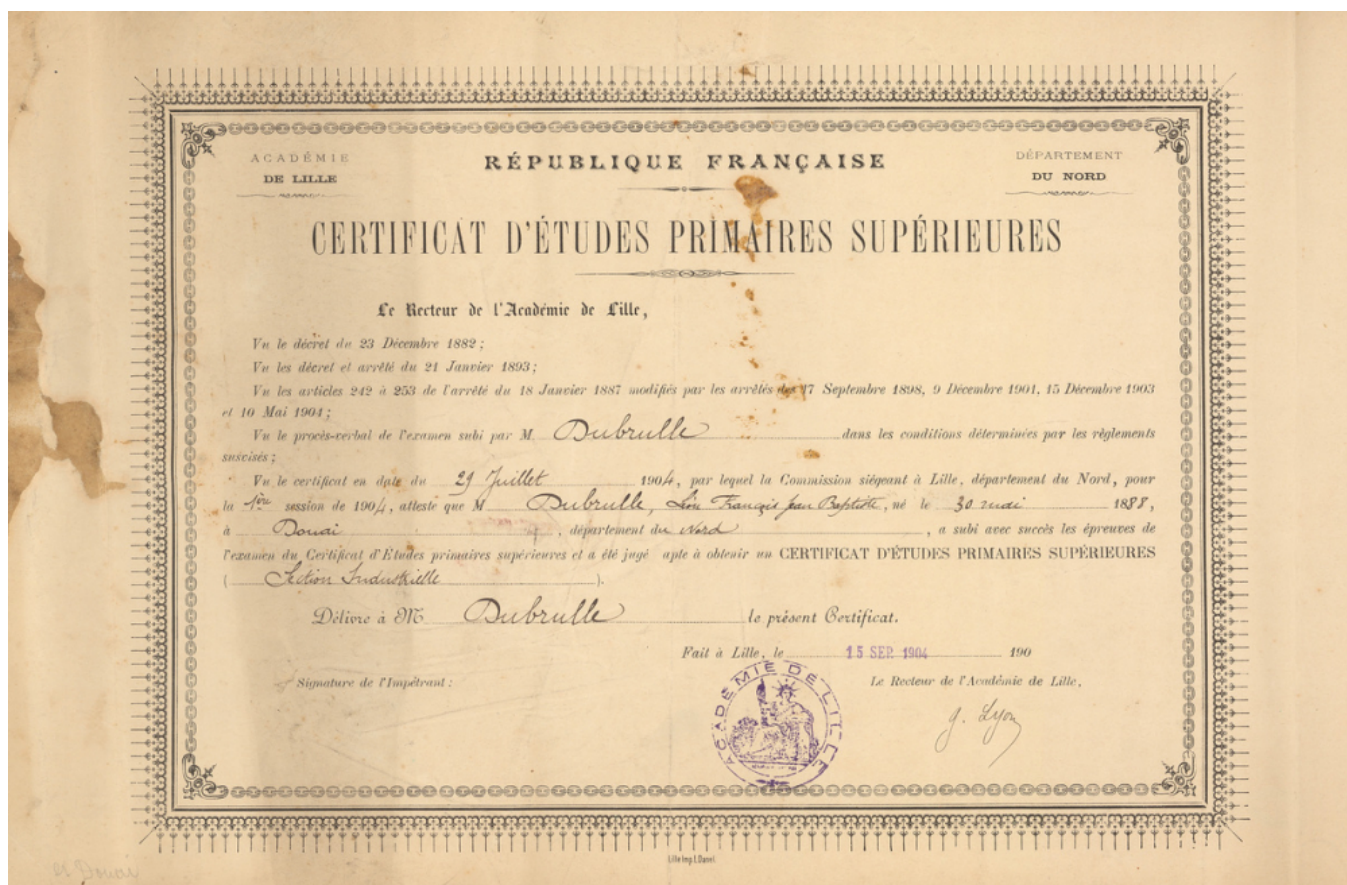 ACADÉMIE
DE LILLE
RÉPUBLIQUE FRANÇAISE
DÉPARTEMENT
DU NORD
CERTIFICAT D'ÉTUDES PRIMAIRES SUPÉRIEURES
Le Recteur de l'Académie de Lille,
Vu le décret du 23 Décembre 1882 ;
Vu les décret et arrêté du 21 Janvier 1893 ;
Vu les articles 242 à 253 de l'arrêté du 18 Janvier 1887 modifiés par les arrêtés des 17 Septembre 1898, 9 Décembre 1901, 15 Décembre 1903
et 10 Mai 1904 ;
Vu le procès-verbal de l'examen subi par M. Dubrulle dans les conditions déterminées par les règlements
susvisés ;
Vu le certificat en date du 29 Juillet 1904, par lequel la Commission siégeant à Lille, département du Nord, pour
la 1ère session de 1904, atteste que M Dubrulle, Léon François Jean Baptiste, né le 30 mai 1888,
à Douai, département du Nord, a subi avec succès les épreuves de
l'examen du Certificat d'Etudes primaires supérieures et a été jugé apte à obtenir un CERTIFICAT D'ÉTUDES PRIMAIRES SUPÉRIEURES
( Section Industrielle ).
Délivre à M Dubrulle le présent Certificat.
Fait à Lille, le 15 SEP. 1904 190
Signature de l'Impétrant :
Le Recteur de l'Académie de Lille,
ACADÉMIE DE LILLE
G. Lyon
Lille Imp. L. Danel.